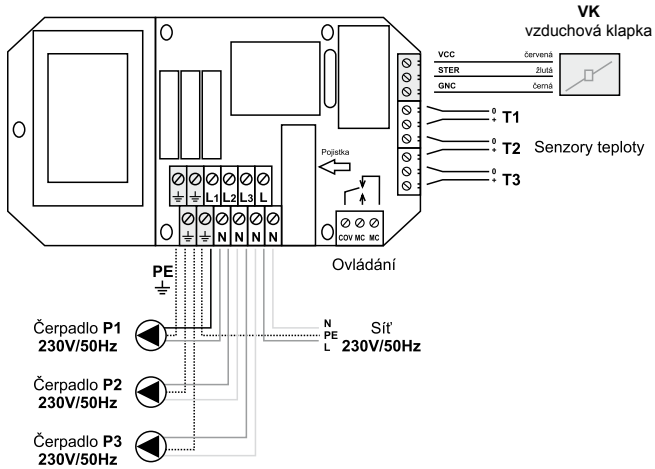 VK
vzduchová klapka
VCC červená
STER žlutá
GNC černá
0
+ T1
0
+ T2
Senzory teploty
0
+ T3
Pojistka
L1 L2 L3 L
N N N N
COV MC MC
Ovládání
PE
Čerpadlo P1
230V/50Hz
N
PE
L
Síť
230V/50Hz
Čerpadlo P2
230V/50Hz
Čerpadlo P3
230V/50Hz